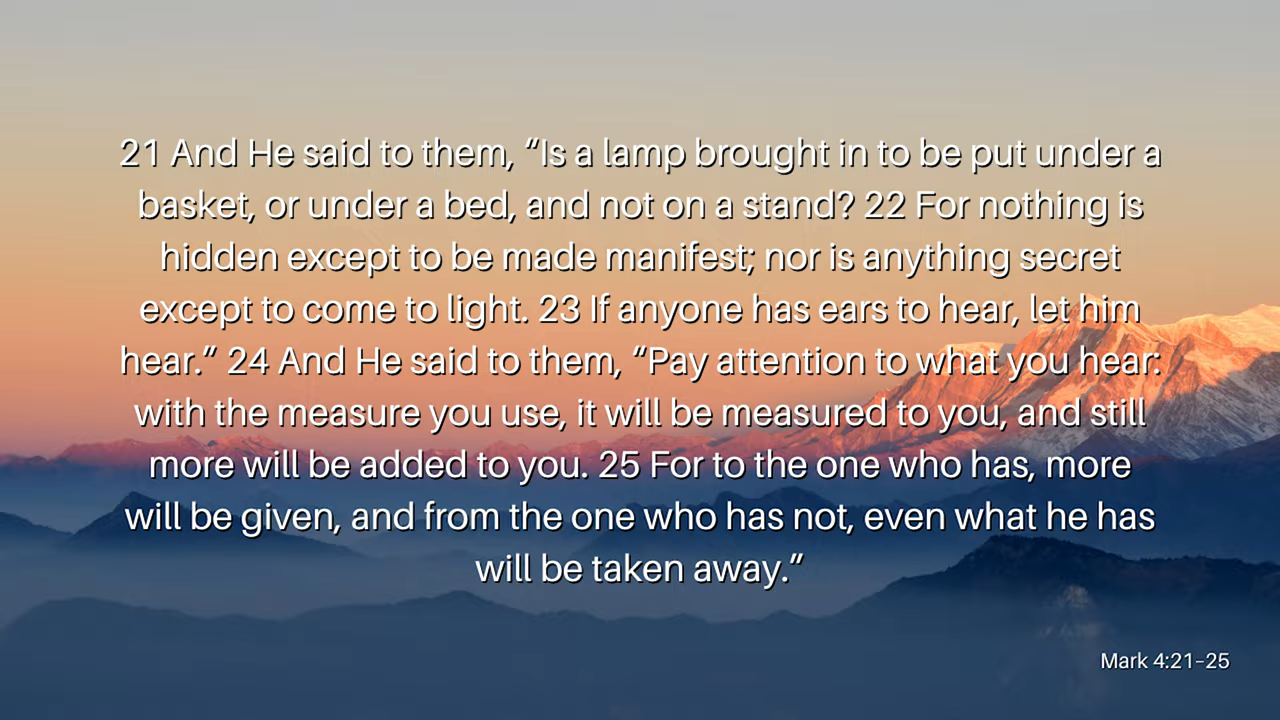 21 And He said to them, “Is a lamp brought in to be put under a
basket, or under a bed, and not on a stand? 22 For nothing is
hidden except to be made manifest; nor is anything secret
except to come to light. 23 If anyone has ears to hear, let him
hear.” 24 And He said to them, “Pay attention to what you hear:
with the measure you use, it will be measured to you, and still
more will be added to you. 25 For to the one who has, more
will be given, and from the one who has not, even what he has
will be taken away.”
Mark 4:21–25